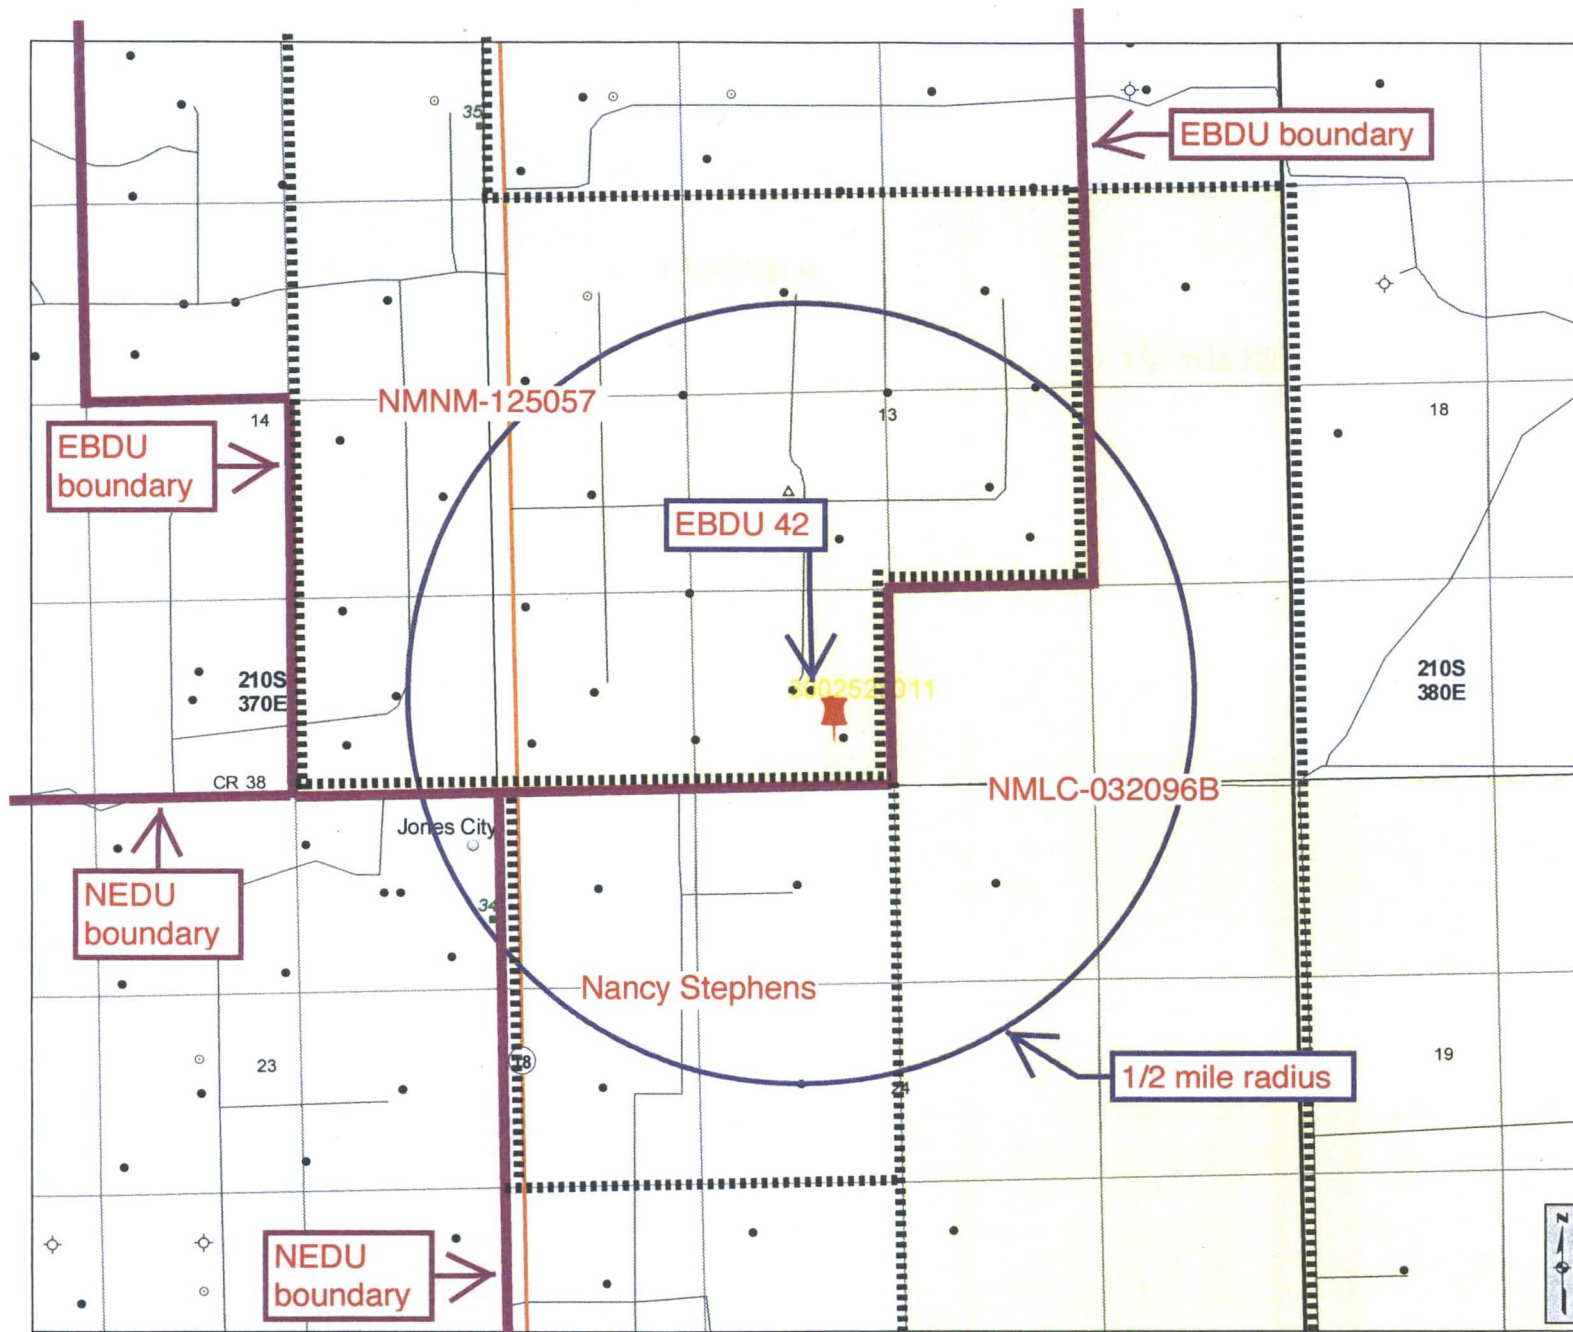 35
EBDU boundary
NMNM-125057
14
13
18
EBDU
boundary
EBDU 42
210S
370E
210S
380E
CR 38
NMLC-032096B
Jones City
NEDU
boundary
34
Nancy Stephens
18
23
24
19
1/2 mile radius
NEDU
boundary
N